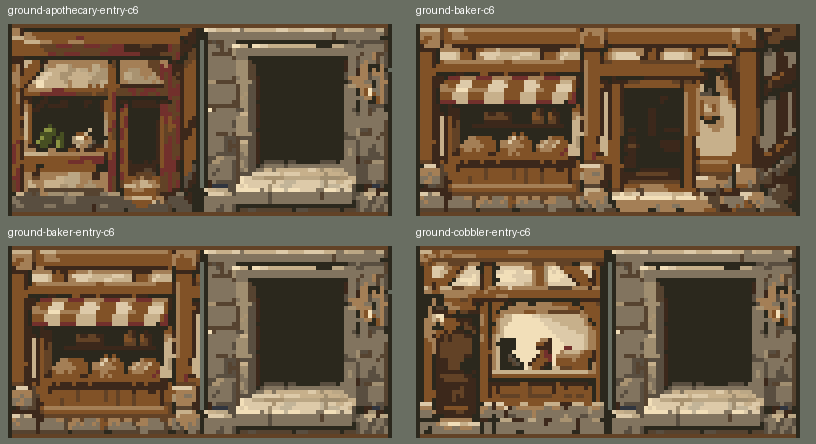 ground-apothecary-entry-c6
ground-baker-c6
ground-baker-entry-c6
ground-cobbler-entry-c6